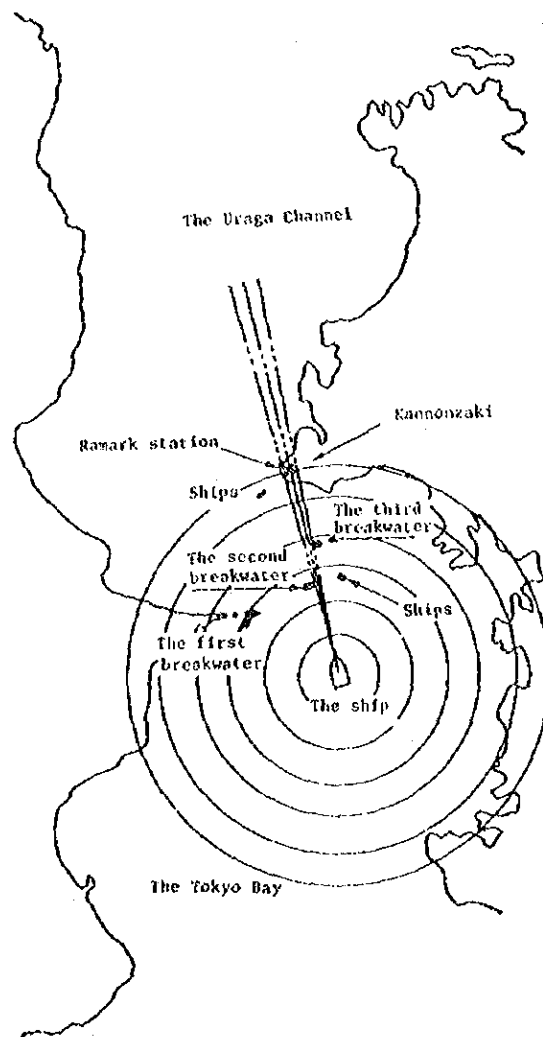 The Uraga Channel
Kannonzaki
Ramark station
Ships
The third
breakwater
The second
breakwater
Ships
The first
breakwater
The ship
The Tokyo Bay